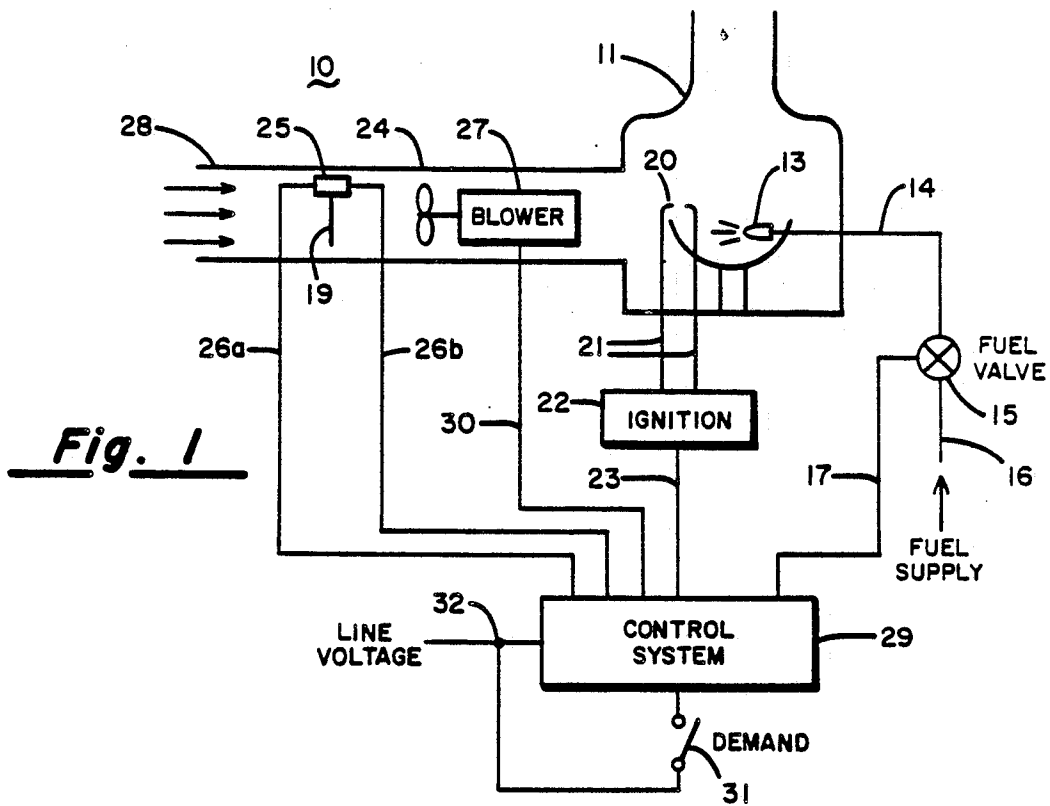 10
11
28
25
24
27
20
13
14
BLOWER
19
26a
26b
21
FUEL
VALVE
15
22
IGNITION
30
Fig. 1
23
17
16
FUEL
SUPPLY
32
LINE
VOLTAGE
CONTROL
SYSTEM
29
DEMAND
31